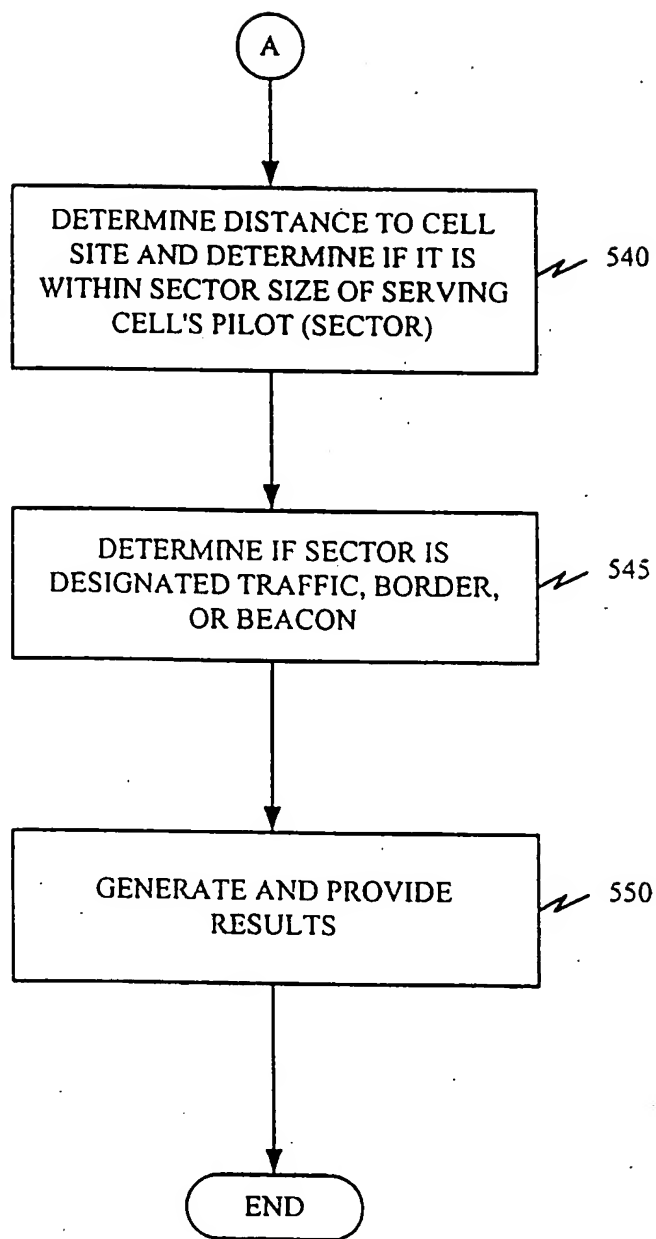 A
DETERMINE DISTANCE TO CELL
SITE AND DETERMINE IF IT IS
WITHIN SECTOR SIZE OF SERVING
CELL'S PILOT (SECTOR)
540
DETERMINE IF SECTOR IS
DESIGNATED TRAFFIC, BORDER,
OR BEACON
545
GENERATE AND PROVIDE
RESULTS
550
END